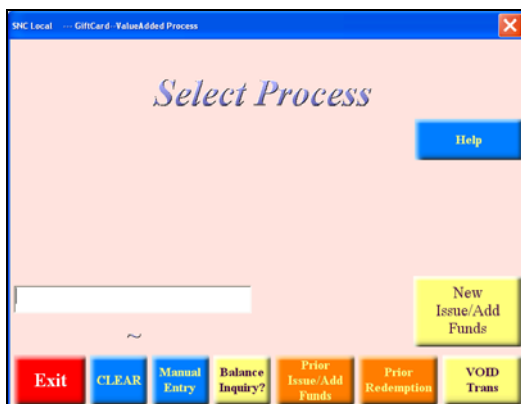 SNC Local --- GiftCard--ValueAdded Process
Select Process
Help
New
Issue/Add
Funds
~
Exit
CLEAR
Manual
Entry
Balance
Inquiry?
Prior
Issue/Add
Funds
Prior
Redemption
VOID
Trans